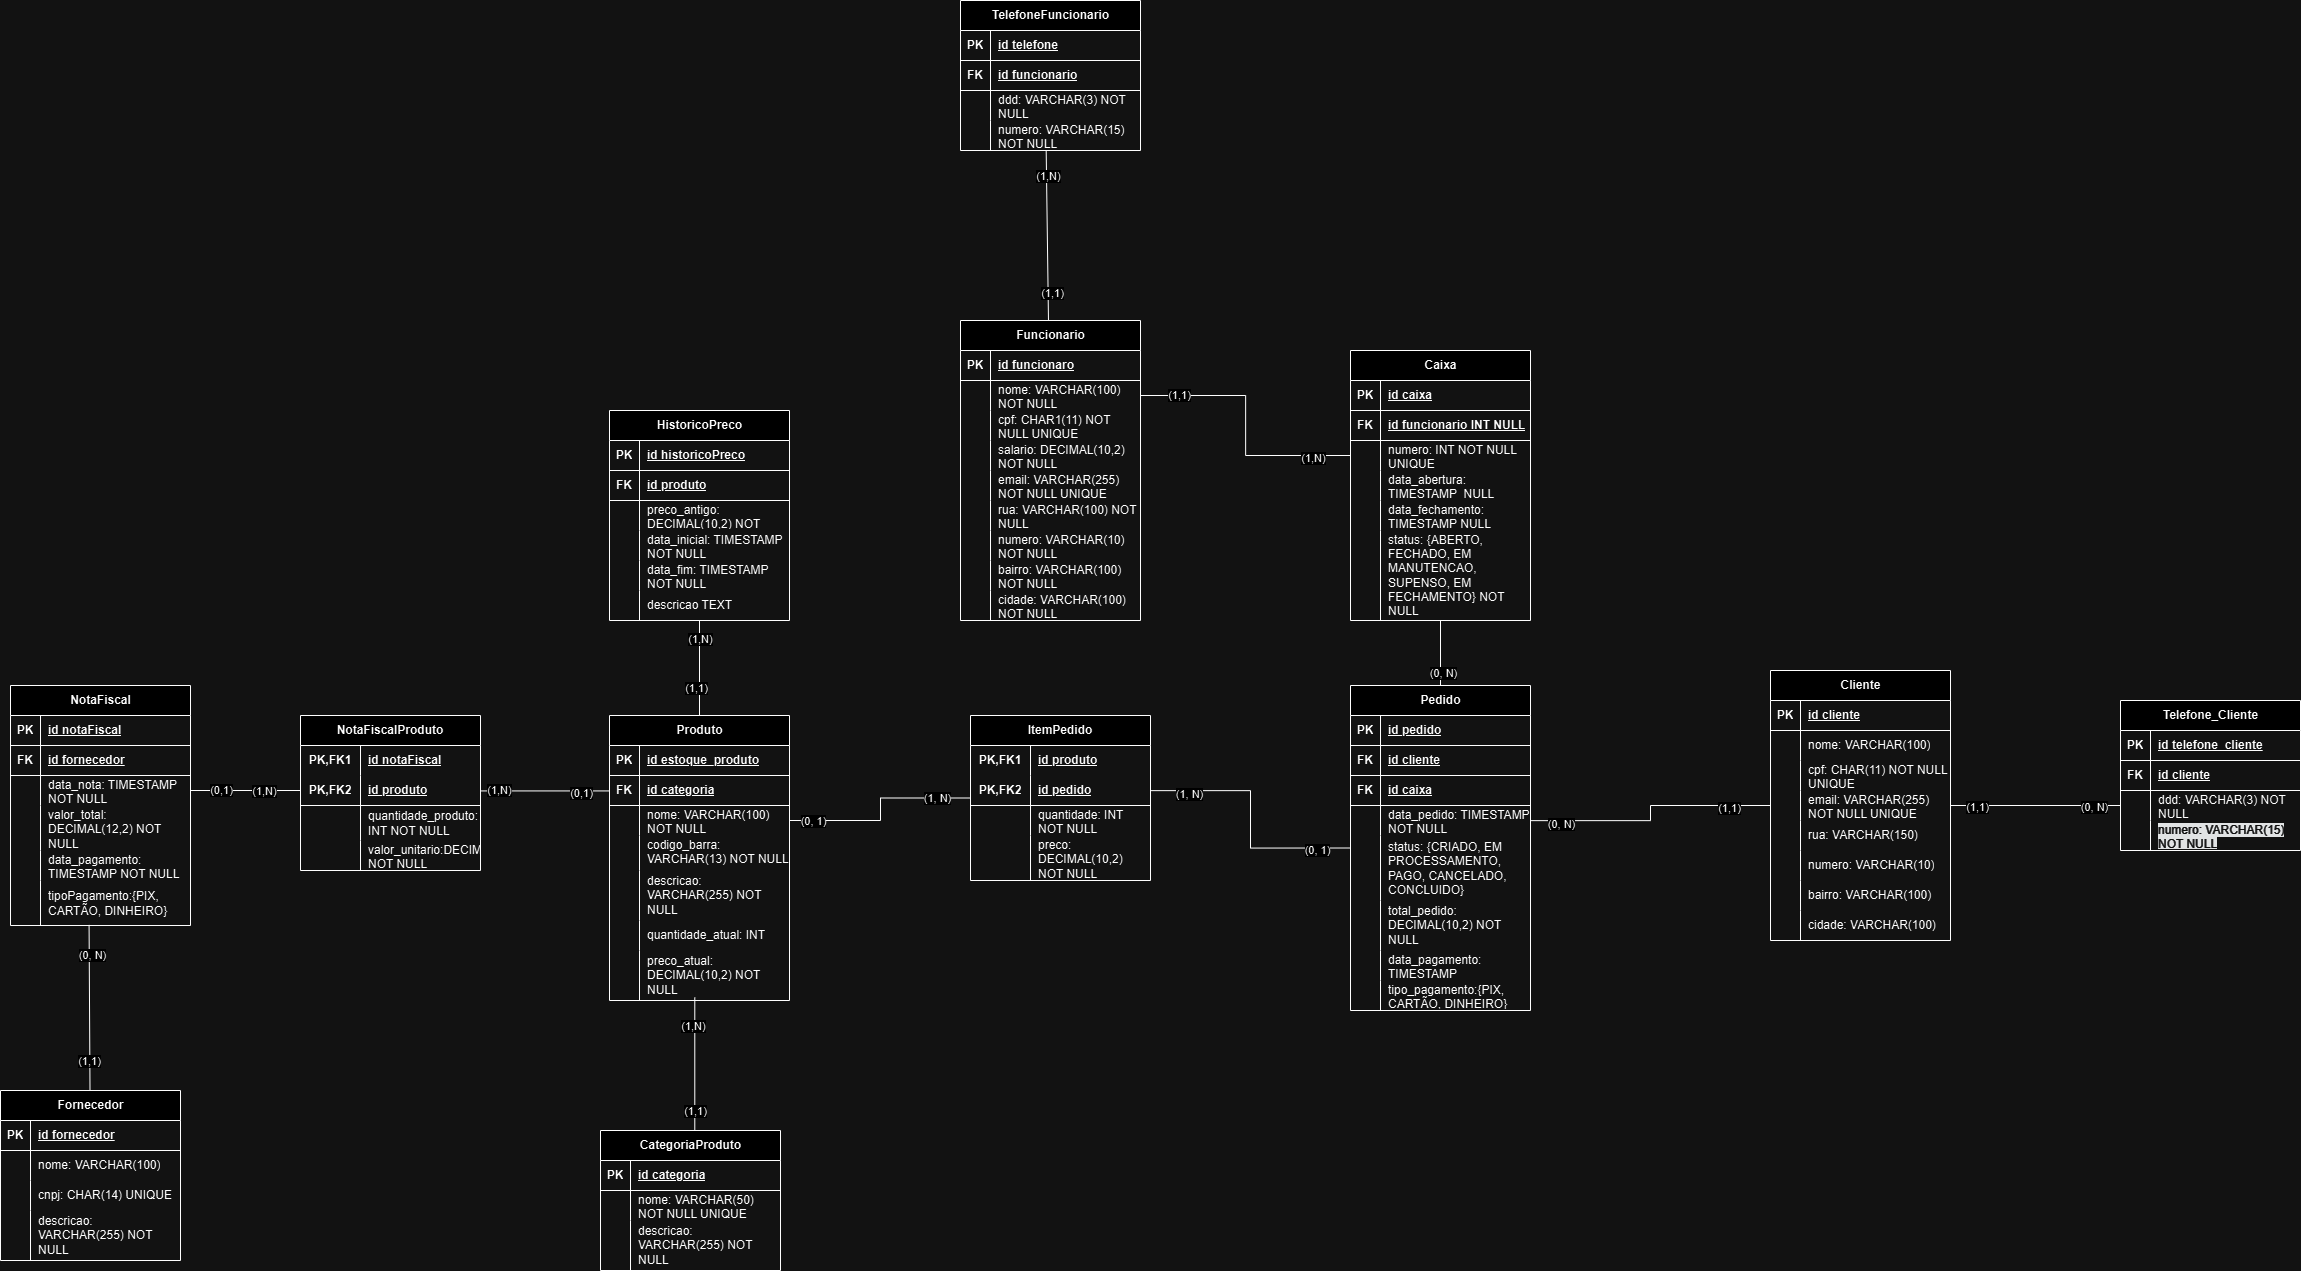 TelefoneFuncionario
PK id telefone
FK id funcionario
ddd: VARCHAR(3) NOT
NULL
numero: VARCHAR(15)
NOT NULL
(1,N)
(1,1)
Funcionario
PK id funcionaro
nome: VARCHAR(100)
NOT NULL
cpf: CHAR1(11) NOT
NULL UNIQUE
salario: DECIMAL(10,2)
NOT NULL
email: VARCHAR(255)
NOT NULL UNIQUE
rua: VARCHAR(100) NOT
NULL
numero: VARCHAR(10)
NOT NULL
bairro: VARCHAR(100)
NOT NULL
cidade: VARCHAR(100)
NOT NULL
(1,1)
(1,N)
Caixa
PK id caixa
FK id funcionario INT NULL
numero: INT NOT NULL
UNIQUE
data_abertura:
TIMESTAMP  NULL
data_fechamento:
TIMESTAMP NULL
status: {ABERTO,
FECHADO, EM
MANUTENCAO,
SUPENSO, EM
FECHAMENTO} NOT
NULL
(0, N)
HistoricoPreco
PK id historicoPreco
FK id produto
preco_antigo:
DECIMAL(10,2) NOT
data_inicial: TIMESTAMP
NOT NULL
data_fim: TIMESTAMP
NOT NULL
descricao TEXT
(1,N)
(1,1)
NotaFiscal
PK id notaFiscal
FK id fornecedor
data_nota: TIMESTAMP
NOT NULL
valor_total:
DECIMAL(12,2) NOT
NULL
data_pagamento:
TIMESTAMP NOT NULL
tipoPagamento:{PIX,
CARTÃO, DINHEIRO}
(0,1)
(1,N)
NotaFiscalProduto
PK,FK1 id notaFiscal
PK,FK2 id produto
quantidade_produto:
INT NOT NULL
valor_unitario:DECIM
NOT NULL
(1,N)
(0,1)
Produto
PK id estoque_produto
FK id categoria
nome: VARCHAR(100)
NOT NULL
codigo_barra:
VARCHAR(13) NOT NULL
descricao:
VARCHAR(255) NOT
NULL
quantidade_atual: INT
preco_atual:
DECIMAL(10,2) NOT
NULL
(0, 1)
(1, N)
ItemPedido
PK,FK1 id produto
PK,FK2 id pedido
quantidade: INT
NOT NULL
preco:
DECIMAL(10,2)
NOT NULL
(1, N)
(0, 1)
Pedido
PK id pedido
FK id cliente
FK id caixa
data_pedido: TIMESTAMP
NOT NULL
status: {CRIADO, EM
PROCESSAMENTO,
PAGO, CANCELADO,
CONCLUIDO}
total_pedido:
DECIMAL(10,2) NOT
NULL
data_pagamento:
TIMESTAMP
tipo_pagamento:{PIX,
CARTÃO, DINHEIRO}
(0, N)
(1,1)
Cliente
PK id cliente
nome: VARCHAR(100)
cpf: CHAR(11) NOT NULL
UNIQUE
email: VARCHAR(255)
NOT NULL UNIQUE
rua: VARCHAR(150)
numero: VARCHAR(10)
bairro: VARCHAR(100)
cidade: VARCHAR(100)
(1,1)
(0, N)
Telefone_Cliente
PK id telefone_cliente
FK id cliente
ddd: VARCHAR(3) NOT
NULL
numero: VARCHAR(15)
NOT NULL
(0, N)
(1,1)
Fornecedor
PK id fornecedor
nome: VARCHAR(100)
cnpj: CHAR(14) UNIQUE
descricao:
VARCHAR(255) NOT
NULL
(1,N)
(1,1)
CategoriaProduto
PK id categoria
nome: VARCHAR(50)
NOT NULL UNIQUE
descricao:
VARCHAR(255) NOT
NULL